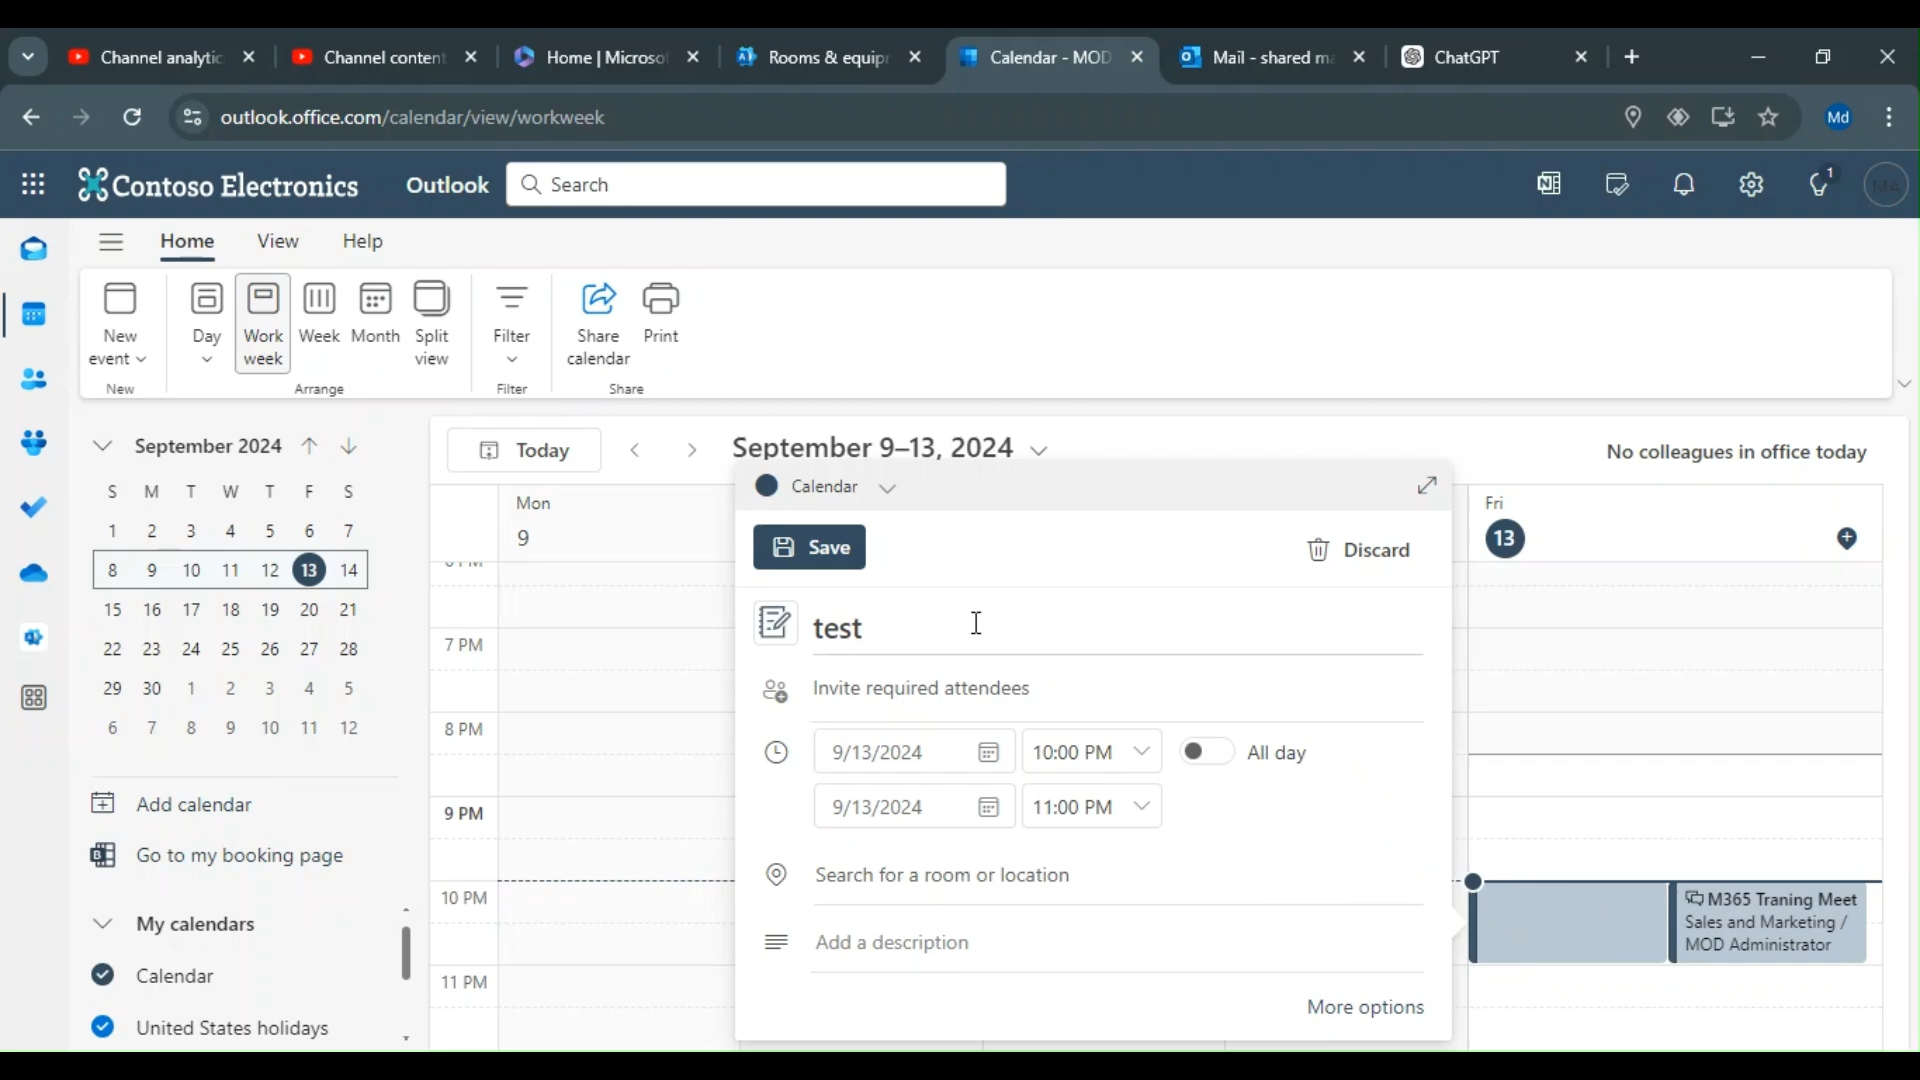 Channel analytic
Channel content
Home | Microsof
Rooms & equip
Calendar - MOD
Mail - shared ma
ChatGPT
outlook.office.com/calendar/view/workweek
Md
Contoso Electronics
Outlook
Search
1
MA
Home
View
Help
New event
Day
Work week
Week
Month
Split view
Filter
Share calendar
Print
New
Arrange
Filter
Share
September 2024
S M T W T F S
1 2 3 4 5 6 7
8 9 10 11 12 13 14
15 16 17 18 19 20 21
22 23 24 25 26 27 28
29 30 1 2 3 4 5
6 7 8 9 10 11 12
Add calendar
Go to my booking page
My calendars
Calendar
United States holidays
Today
September 9–13, 2024
No colleagues in office today
Mon
9
Fri
13
7 PM
8 PM
9 PM
10 PM
11 PM
Calendar
Save
Discard
test
Invite required attendees
9/13/2024
10:00 PM
All day
9/13/2024
11:00 PM
Search for a room or location
Add a description
More options
M365 Traning Meet
Sales and Marketing /
MOD Administrator